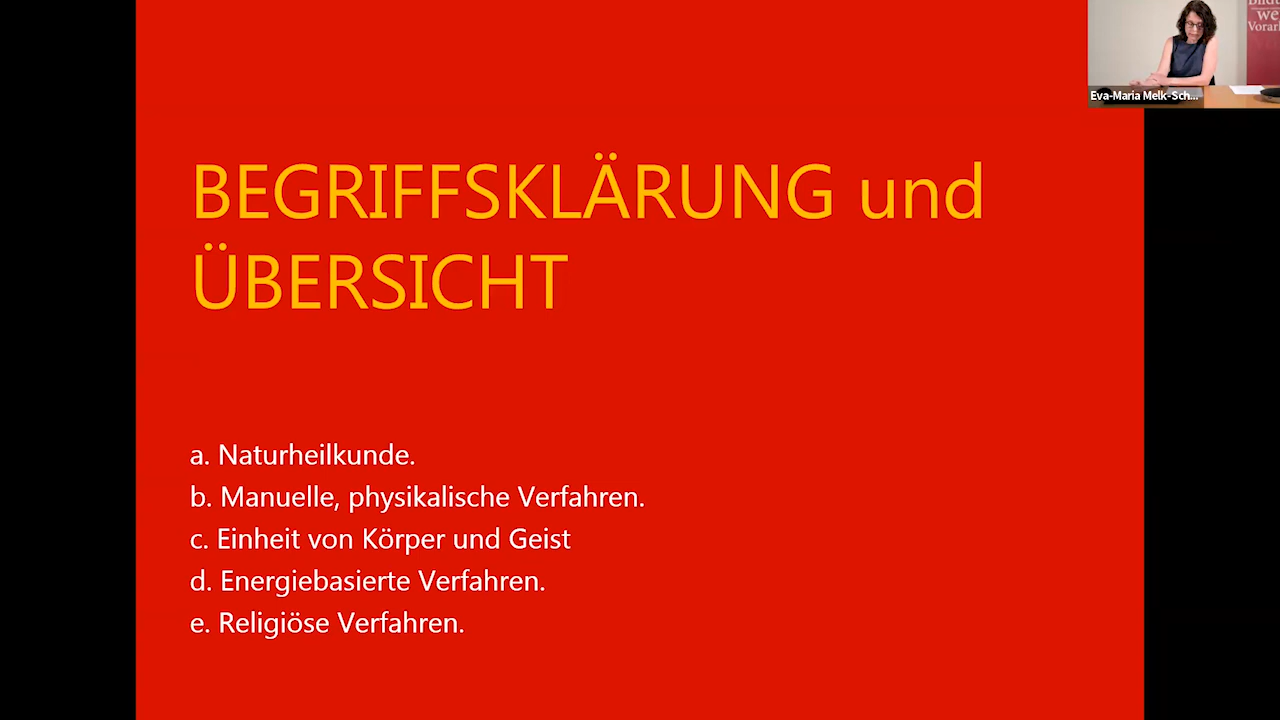 BEGRIFFSKLÄRUNG und
ÜBERSICHT
a. Naturheilkunde.
b. Manuelle, physikalische Verfahren.
c. Einheit von Körper und Geist
d. Energiebasierte Verfahren.
e. Religiöse Verfahren.
Eva-Maria Melk-Sch...